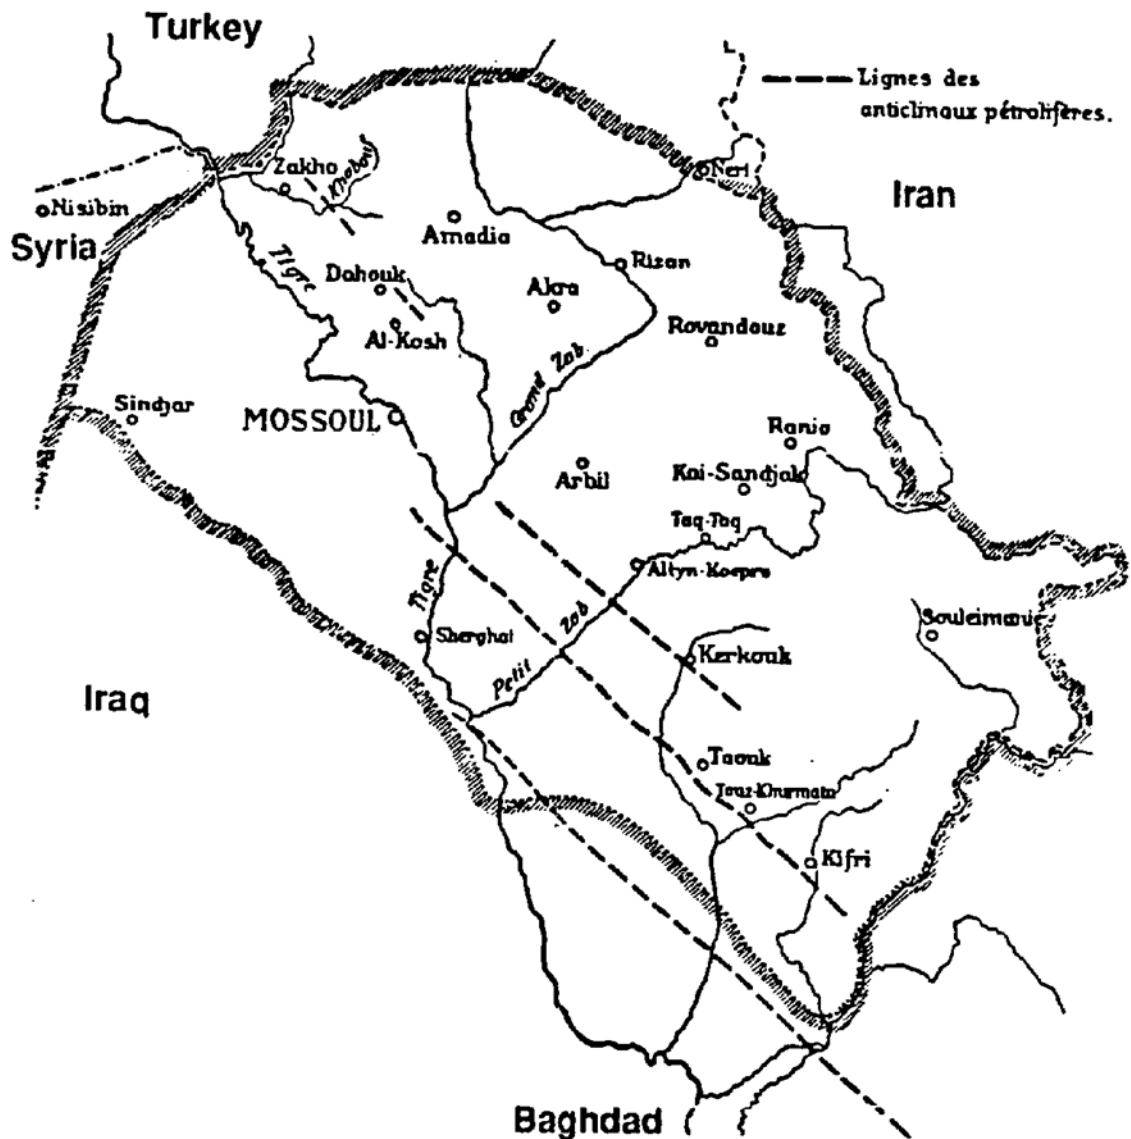 Turkey
Lignes des
anticlinaux pétrolifères.
Zakho
Khabour
Neri
Iran
Nisibin
Amadia
Syria
Tigre
Dahouk
Rizan
Akra
Al-Kosh
Rovandouz
Grand Zab
Sindjar
MOSSOUL
Rania
Arbil
Koi-Sandjak
Taq-Taq
Altyn-Koepru
Tigre
Zab
Souleimanie
Sherghat
Kerkouk
Petit
Iraq
Taouk
Touz-Khurmatu
Kifri
Baghdad